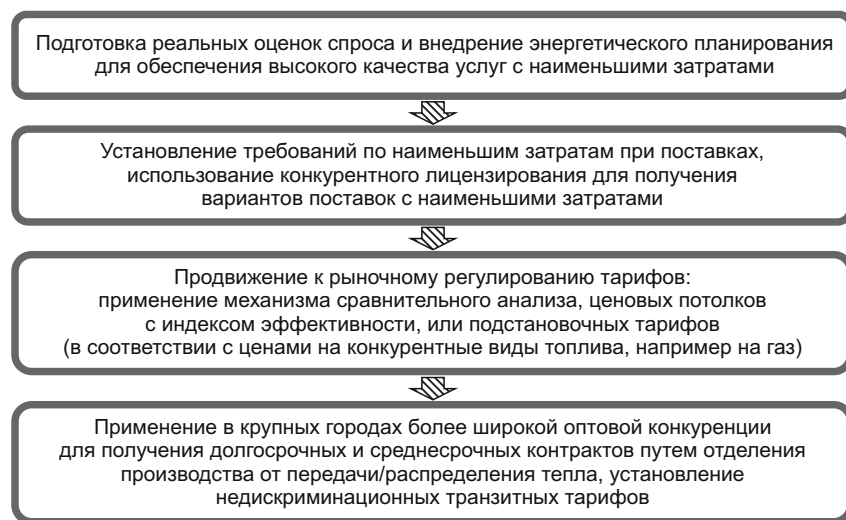 Подготовка реальных оценок спроса и внедрение энергетического планирования
для обеспечения высокого качества услуг с наименьшими затратами
Установление требований по наименьшим затратам при поставках,
использование конкурентного лицензирования для получения
вариантов поставок с наименьшими затратами
Продвижение к рыночному регулированию тарифов:
применение механизма сравнительного анализа, ценовых потолков
с индексом эффективности, или подстановочных тарифов
(в соответствии с ценами на конкурентные виды топлива, например на газ)
Применение в крупных городах более широкой оптовой конкуренции
для получения долгосрочных и среднесрочных контрактов путем отделения
производства от передачи/распределения тепла, установление
недискриминационных транзитных тарифов